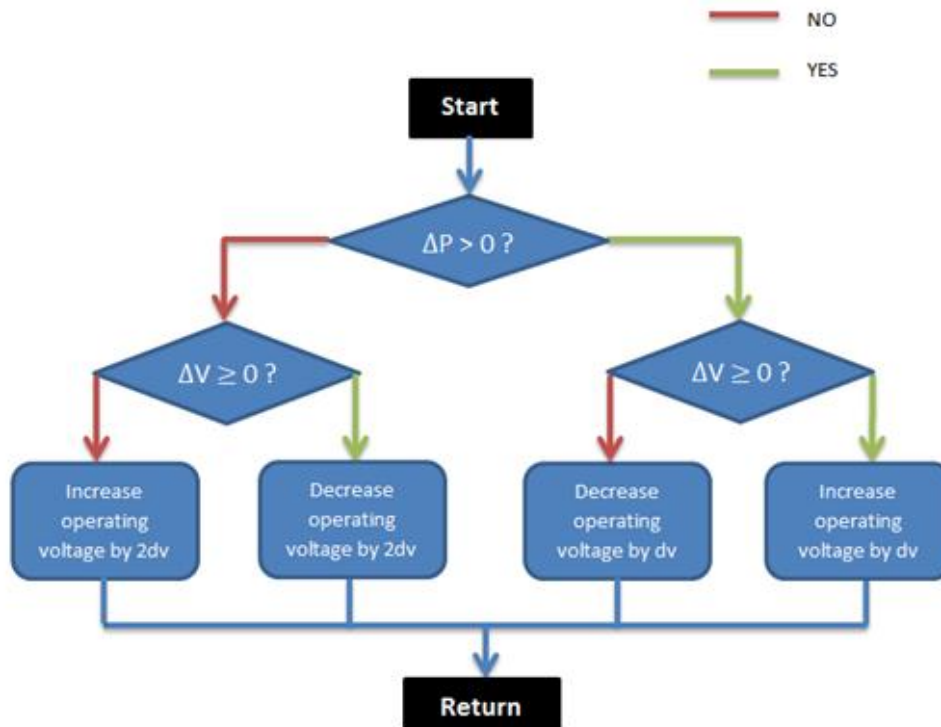 NO
YES
Start
ΔP > 0 ?
ΔV ≥ 0 ?
ΔV ≥ 0 ?
Increase
operating
voltage by 2dv
Decrease
operating
voltage by 2dv
Decrease
operating
voltage by dv
Increase
operating
voltage by dv
Return